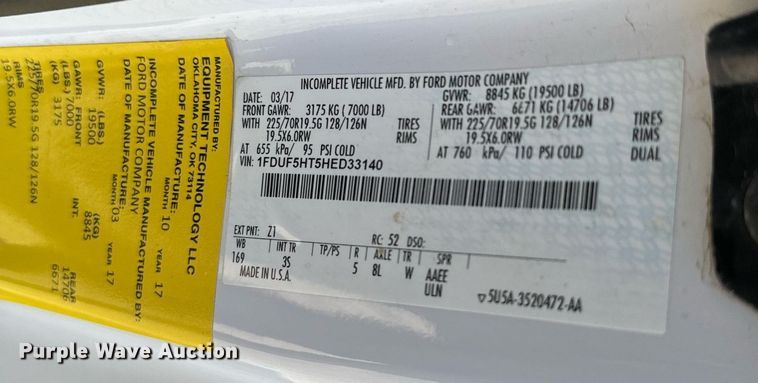 MANUFACTURED BY
EQUIPMENT TECHNOLOGY LLC
OKLAHOMA CITY, OK 73114
DATE OF MANUFACTURE:
MONTH 10 YEAR 17
INCOMPLETE VEHICLE MANUFACTURED BY
FORD MOTOR COMPANY
DATE OF MANUFACTURE:
MONTH 03 YEAR 17
GVWR: (LBS) 19500 (KG) 8845
GAWR: FRONT INT. REAR
(LBS.) 7000 14706
(KG) 3175 6671
TIRES
225/70R19.5G 128/126N
RIMS
19.5X6.0RW
INCOMPLETE VEHICLE MFD. BY FORD MOTOR COMPANY
DATE: 03/17 GVWR: 8845 KG (19500 LB)
FRONT GAWR: 3175 KG (7000 LB) REAR GAWR: 6671 KG (14706 LB)
WITH 225/70R19.5G 128/126N TIRES WITH 225/70R19.5G 128/126N TIRES
19.5X6.0RW RIMS 19.5X6.0RW RIMS
AT 655 kPa/ 95 PSI COLD AT 760 kPa/ 110 PSI COLD DUAL
VIN: 1FDUF5HT5HED33140
EXT PNT: Z1 RC: 52 DSO:
WB INT TR TP/PS R AXLE TR SPR
169 3S 5 8L W AAEE
MADE IN U.S.A. ULN
5U5A-3520472-AA
Purple Wave Auction